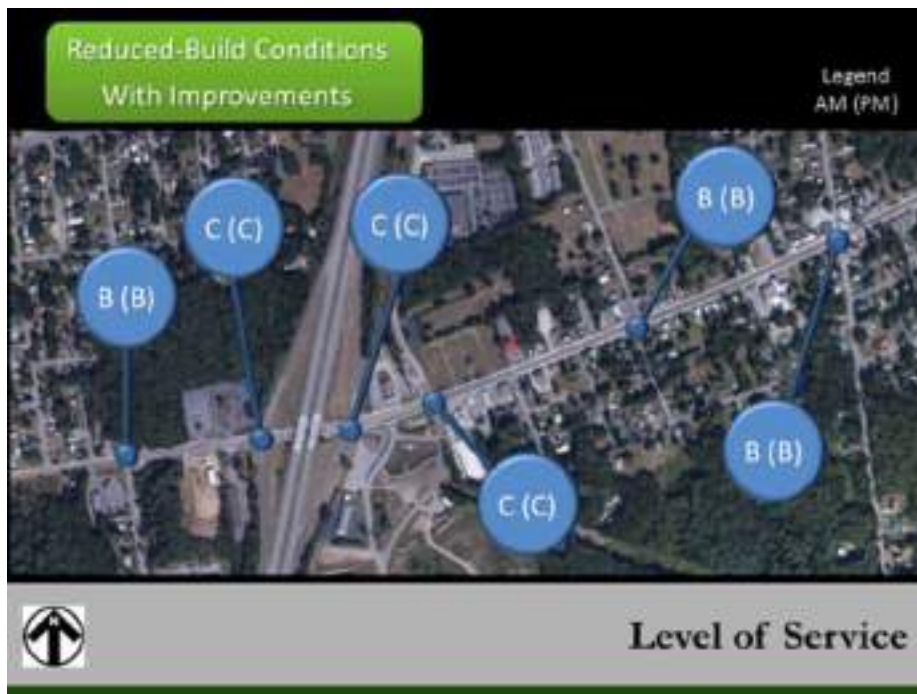 Reduced-Build Conditions
With Improvements
Legend
AM (PM)
B (B)
C (C)
C (C)
B (B)
C (C)
B (B)
N
Level of Service